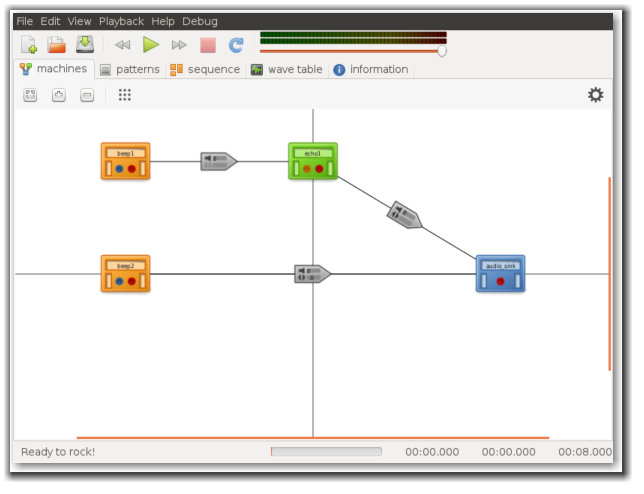 File Edit View Playback Help Debug
machines patterns sequence wave table information
beep1 echo1
beep2 audio_sink
Ready to rock! 00:00.000 00:00.000 00:08.000